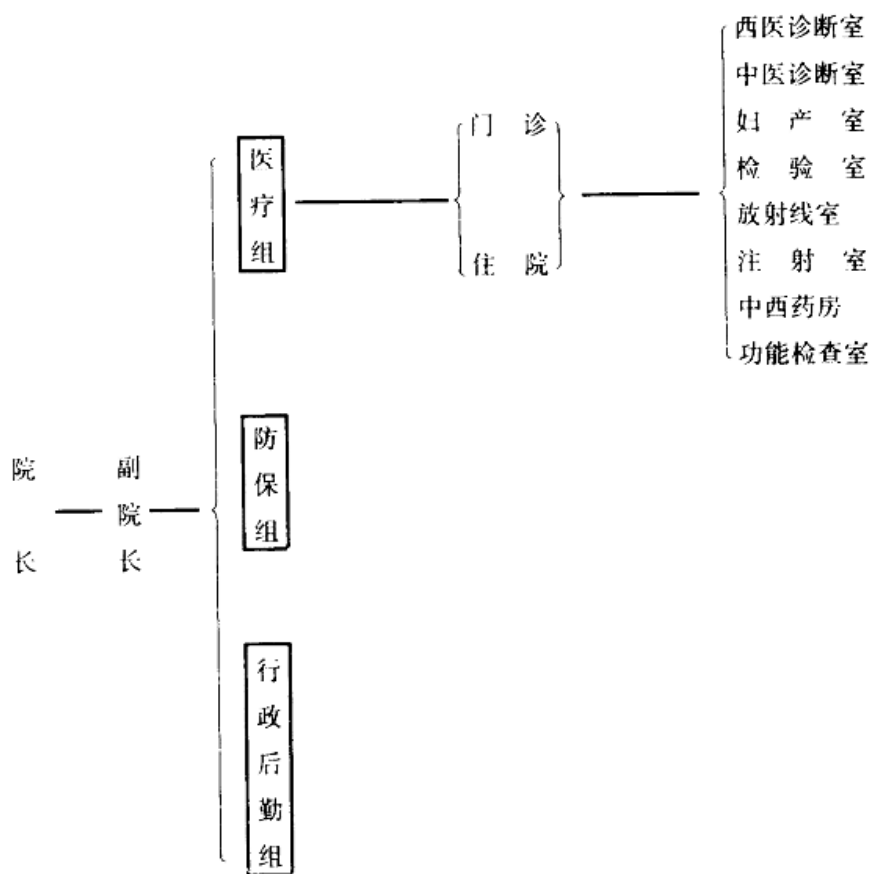 院长
副院长
医疗组
防保组
行政后勤组
门诊
住院
西医诊断室
中医诊断室
妇产室
检验室
放射线室
注射室
中西药房
功能检查室